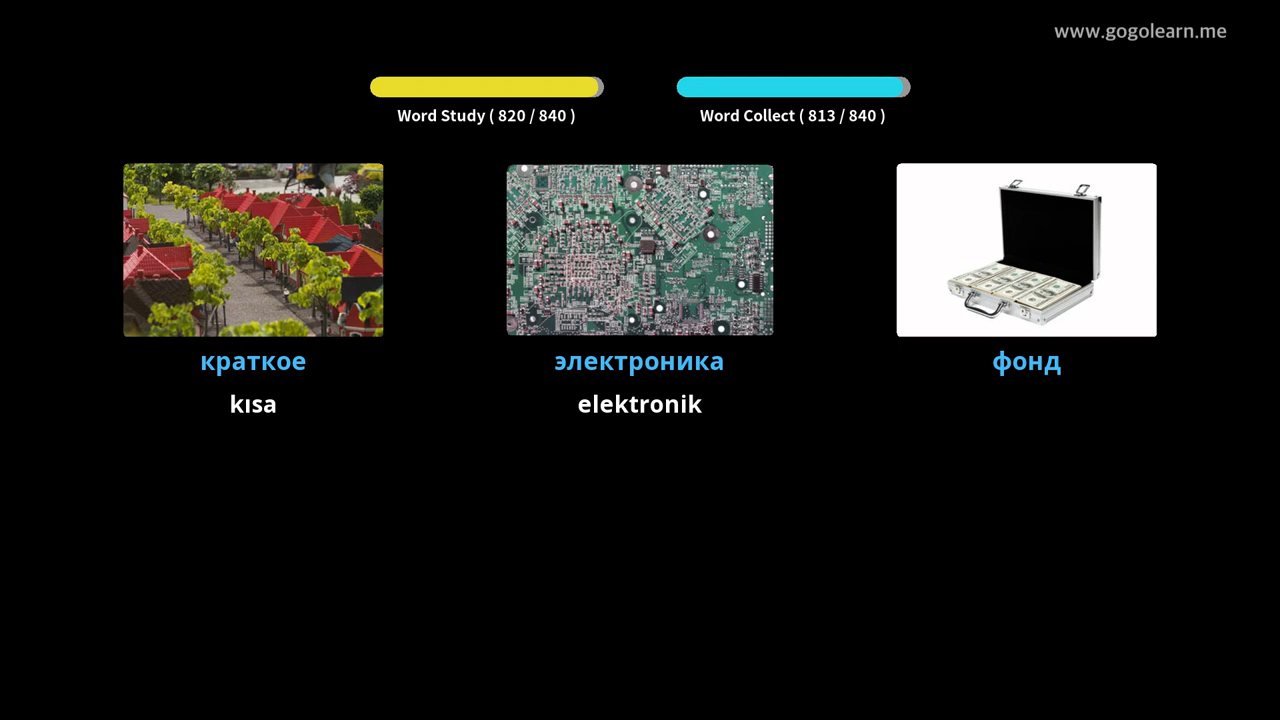 www.gogolearn.me
Word Study ( 820 / 840 )
Word Collect ( 813 / 840 )
краткое
электроника
фонд
kısa
elektronik